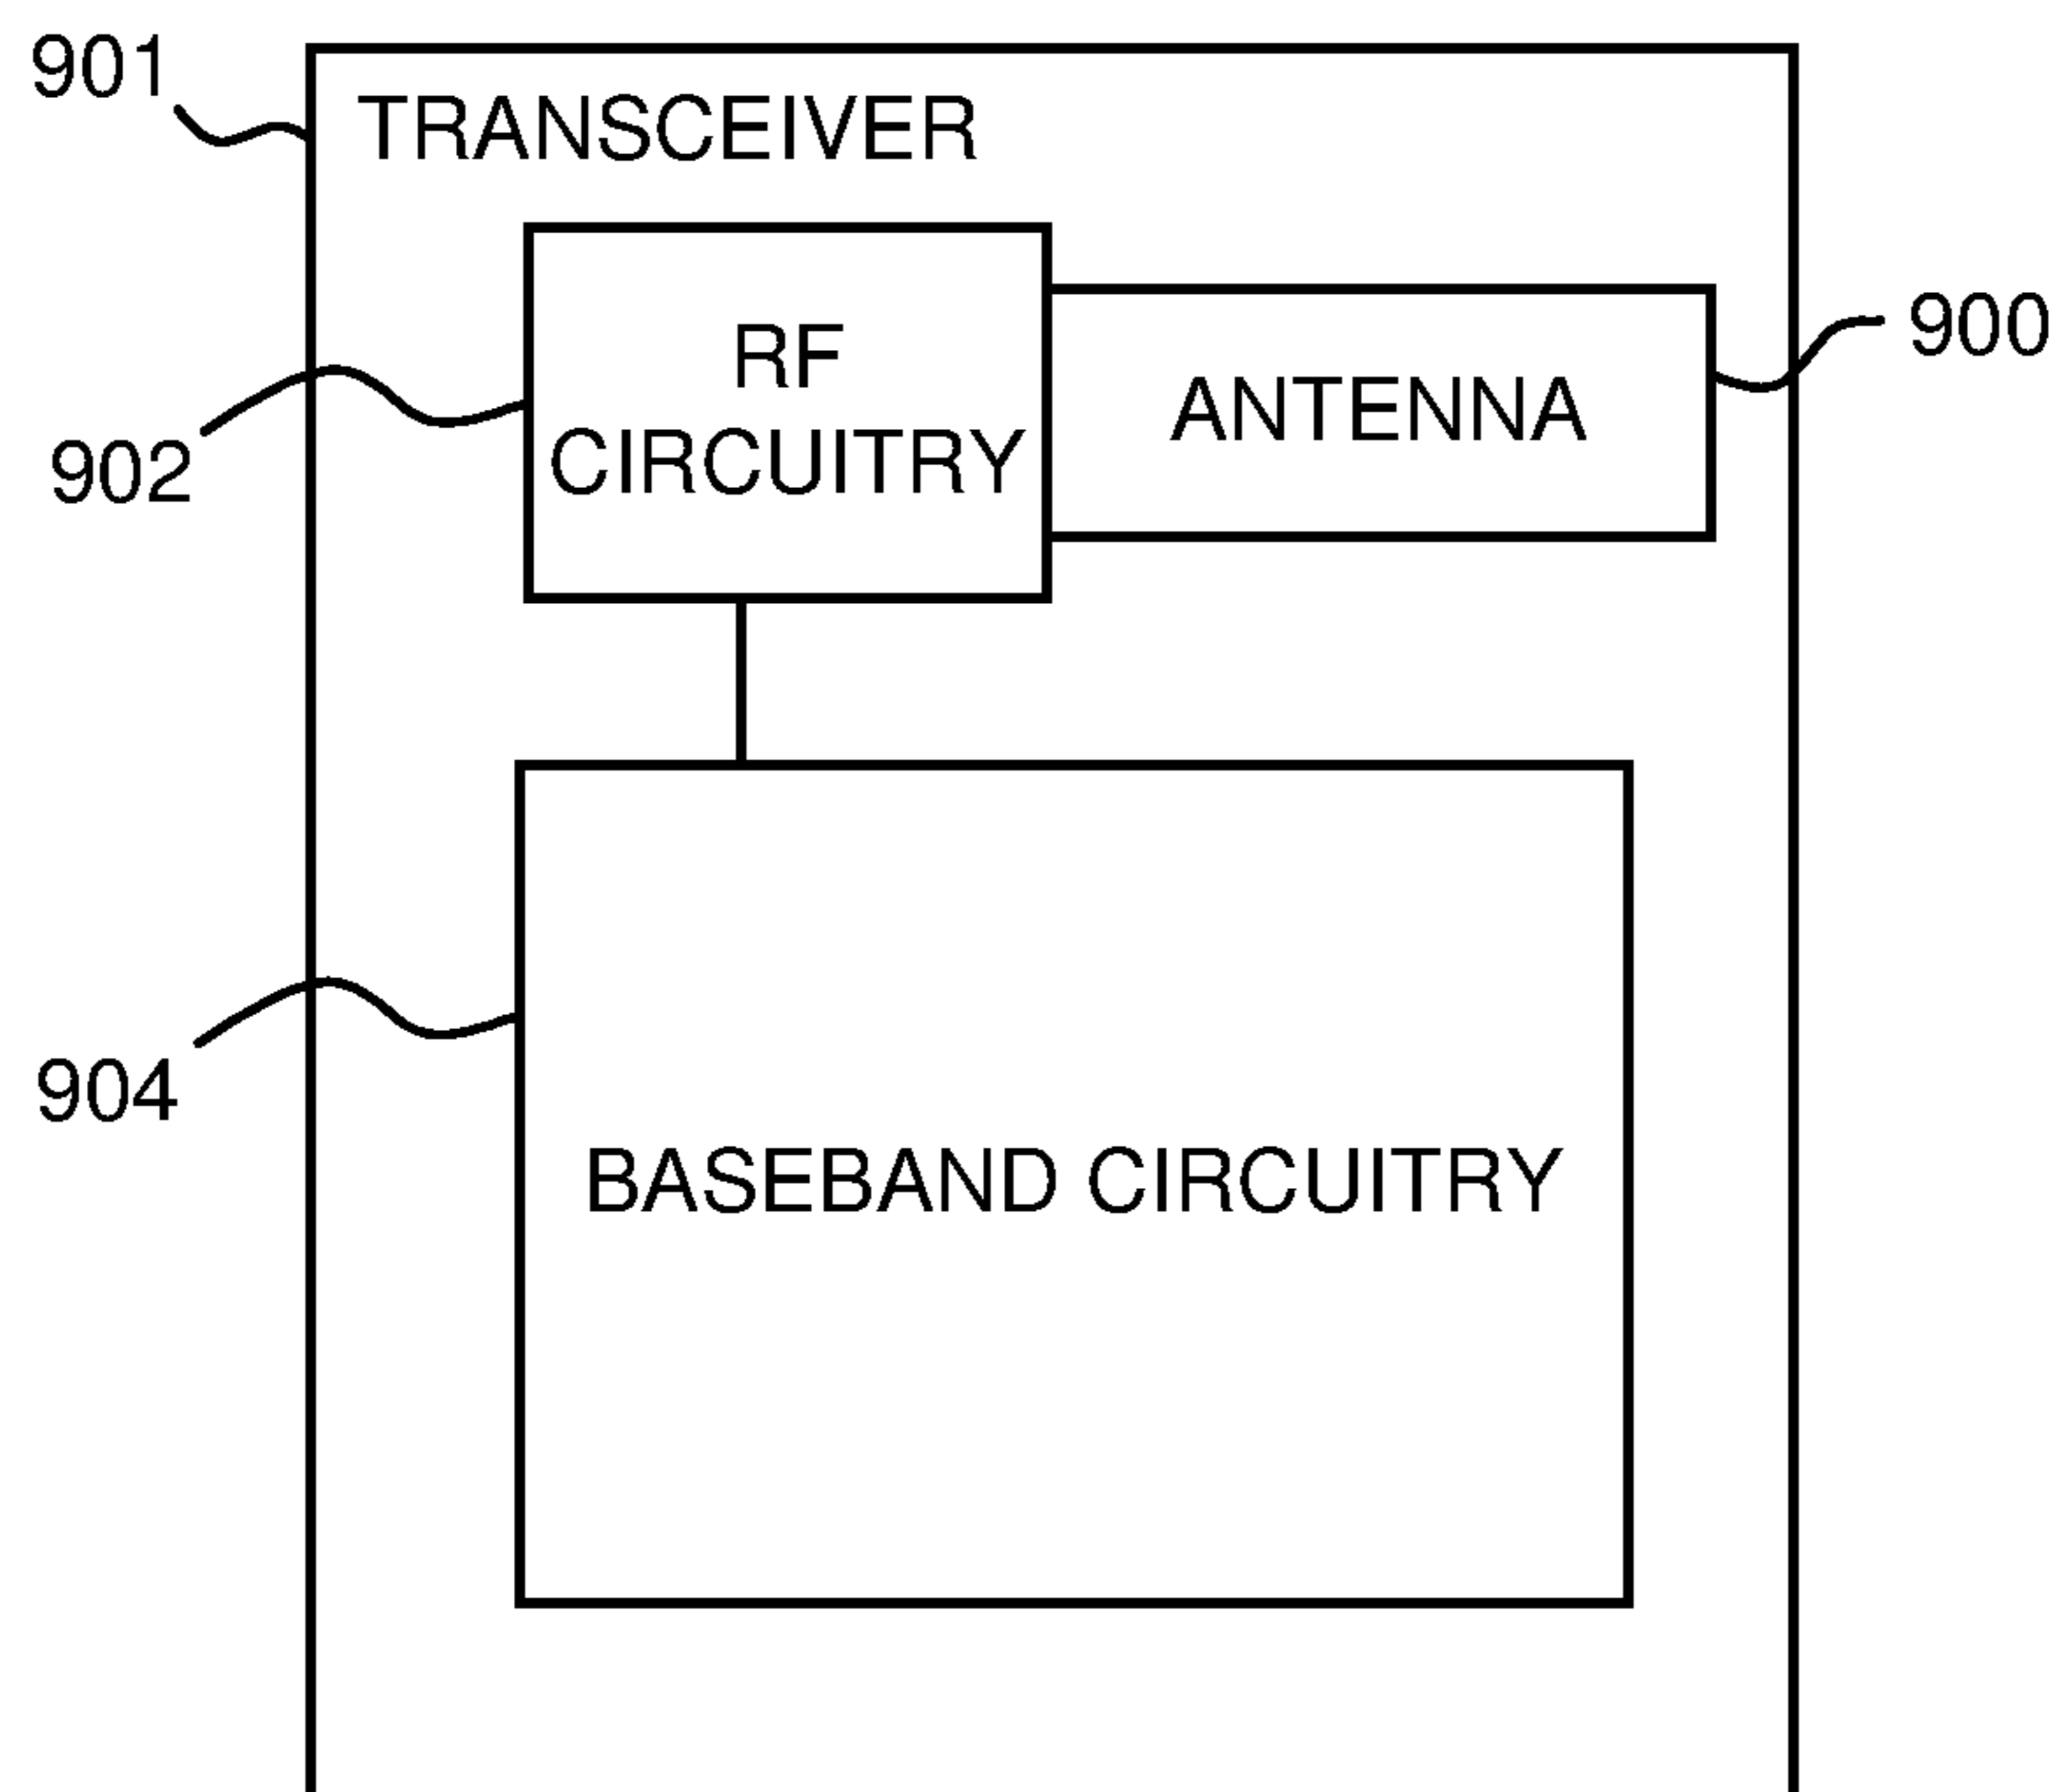 901
TRANSCEIVER
RF
CIRCUITRY
ANTENNA
900
902
904
BASEBAND CIRCUITRY